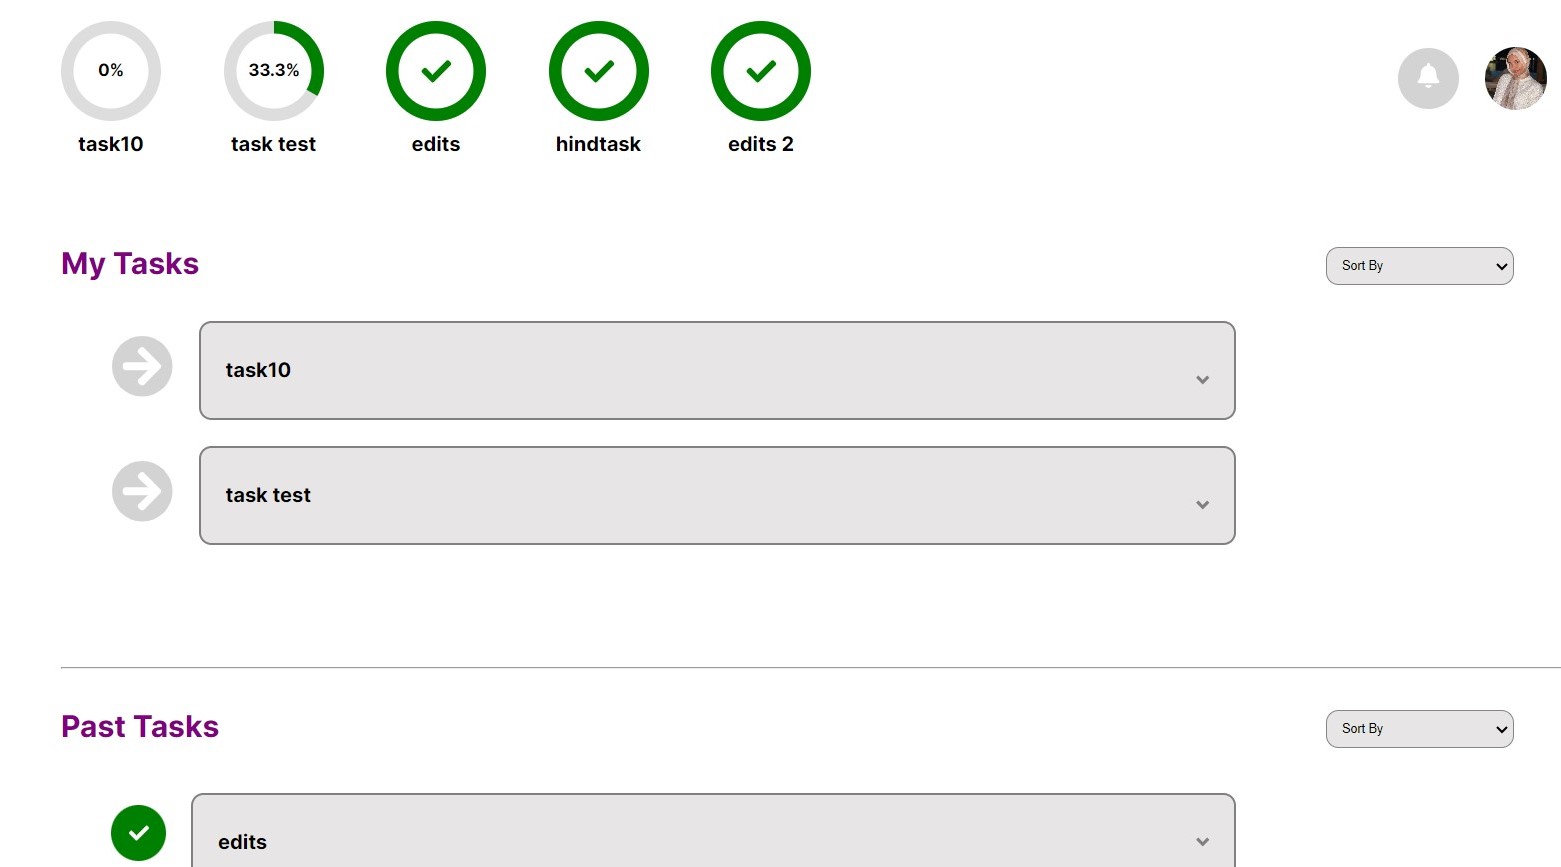 0%
33.3%
task10
task test
edits
hindtask
edits 2
My Tasks
Sort By
task10
task test
Past Tasks
Sort By
edits